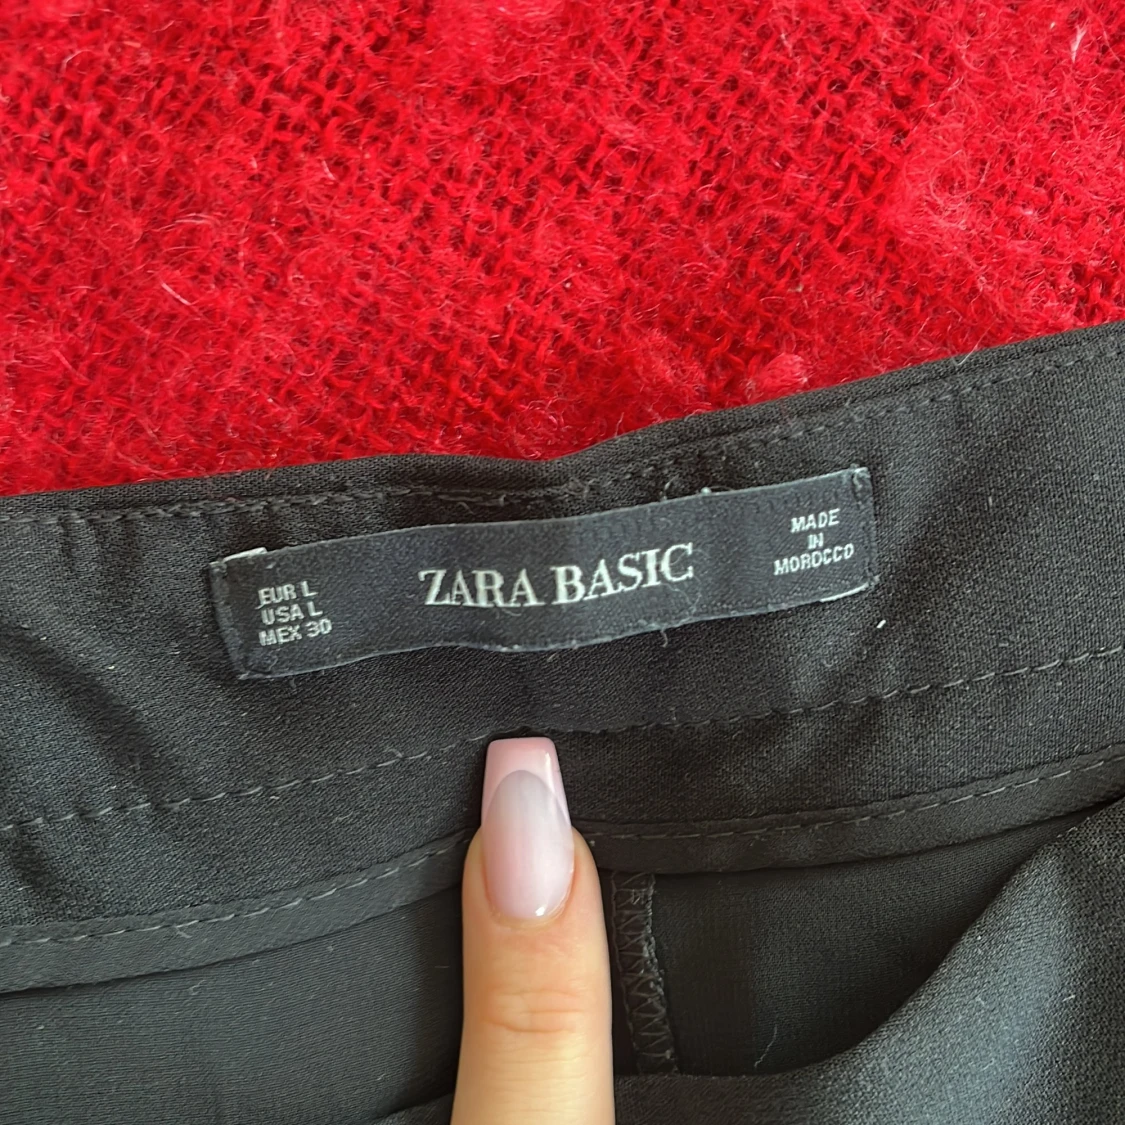 EUR L
USA L
MEX 30
ZARA BASIC
MADE
IN
MOROCCO